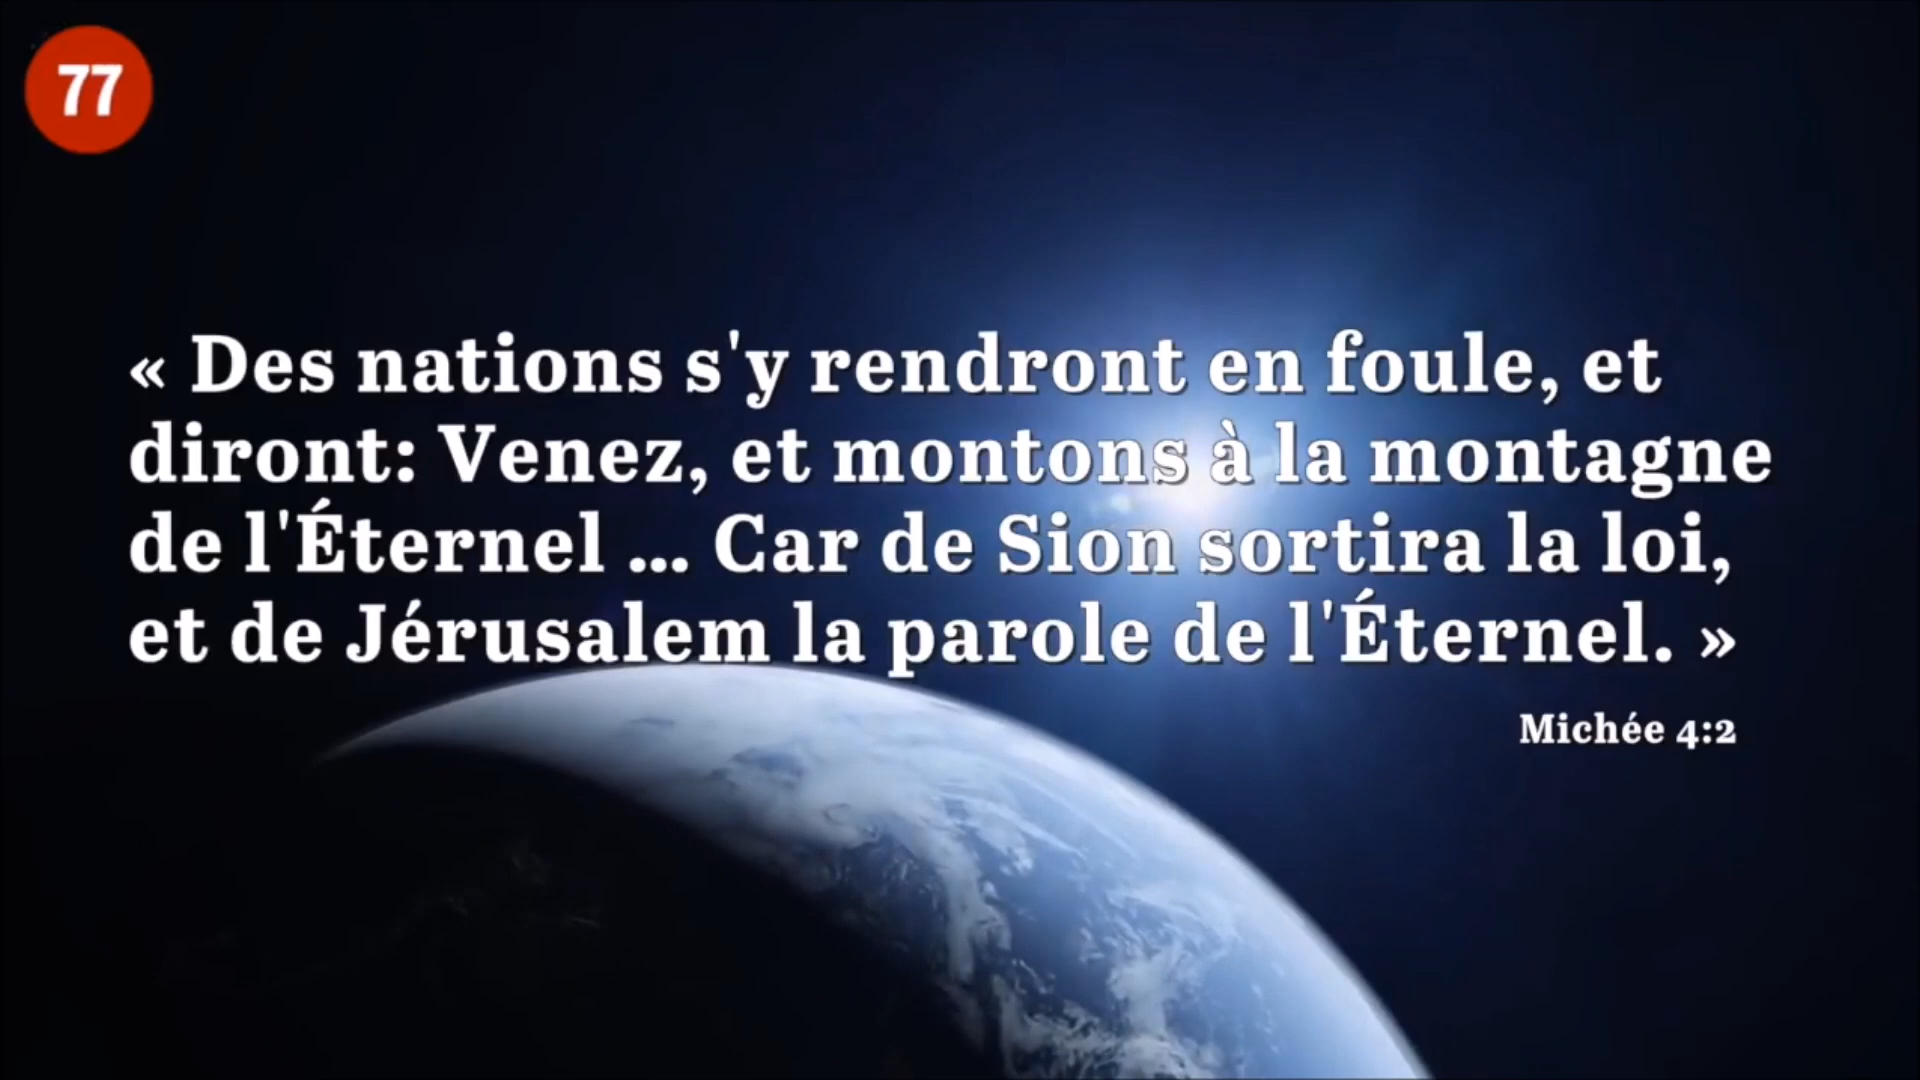 77
« Des nations s'y rendront en foule, et
diront: Venez, et montons à la montagne
de l'Éternel ... Car de Sion sortira la loi,
et de Jérusalem la parole de l'Éternel. »
Michée 4:2